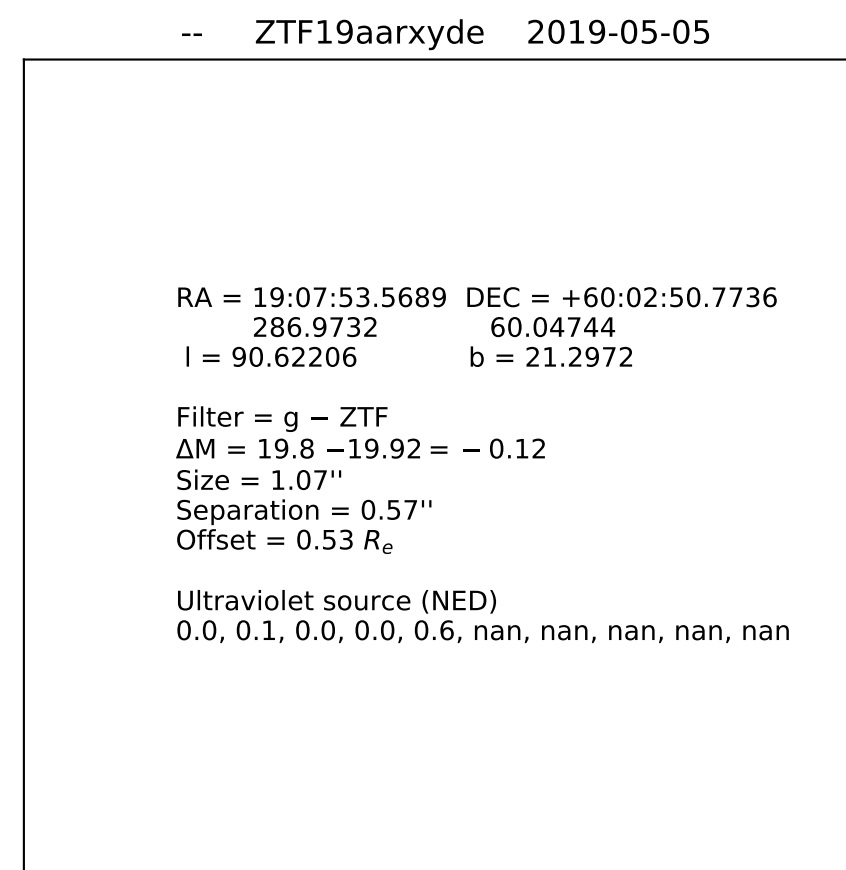 -- ZTF19aarxyde 2019-05-05
RA = 19:07:53.5689 DEC = +60:02:50.7736
286.9732 60.04744
l = 90.62206 b = 21.2972
Filter = g − ZTF
ΔM = 19.8 −19.92 = − 0.12
Size = 1.07''
Separation = 0.57''
Offset = 0.53 Rₑ
Ultraviolet source (NED)
0.0, 0.1, 0.0, 0.0, 0.6, nan, nan, nan, nan, nan